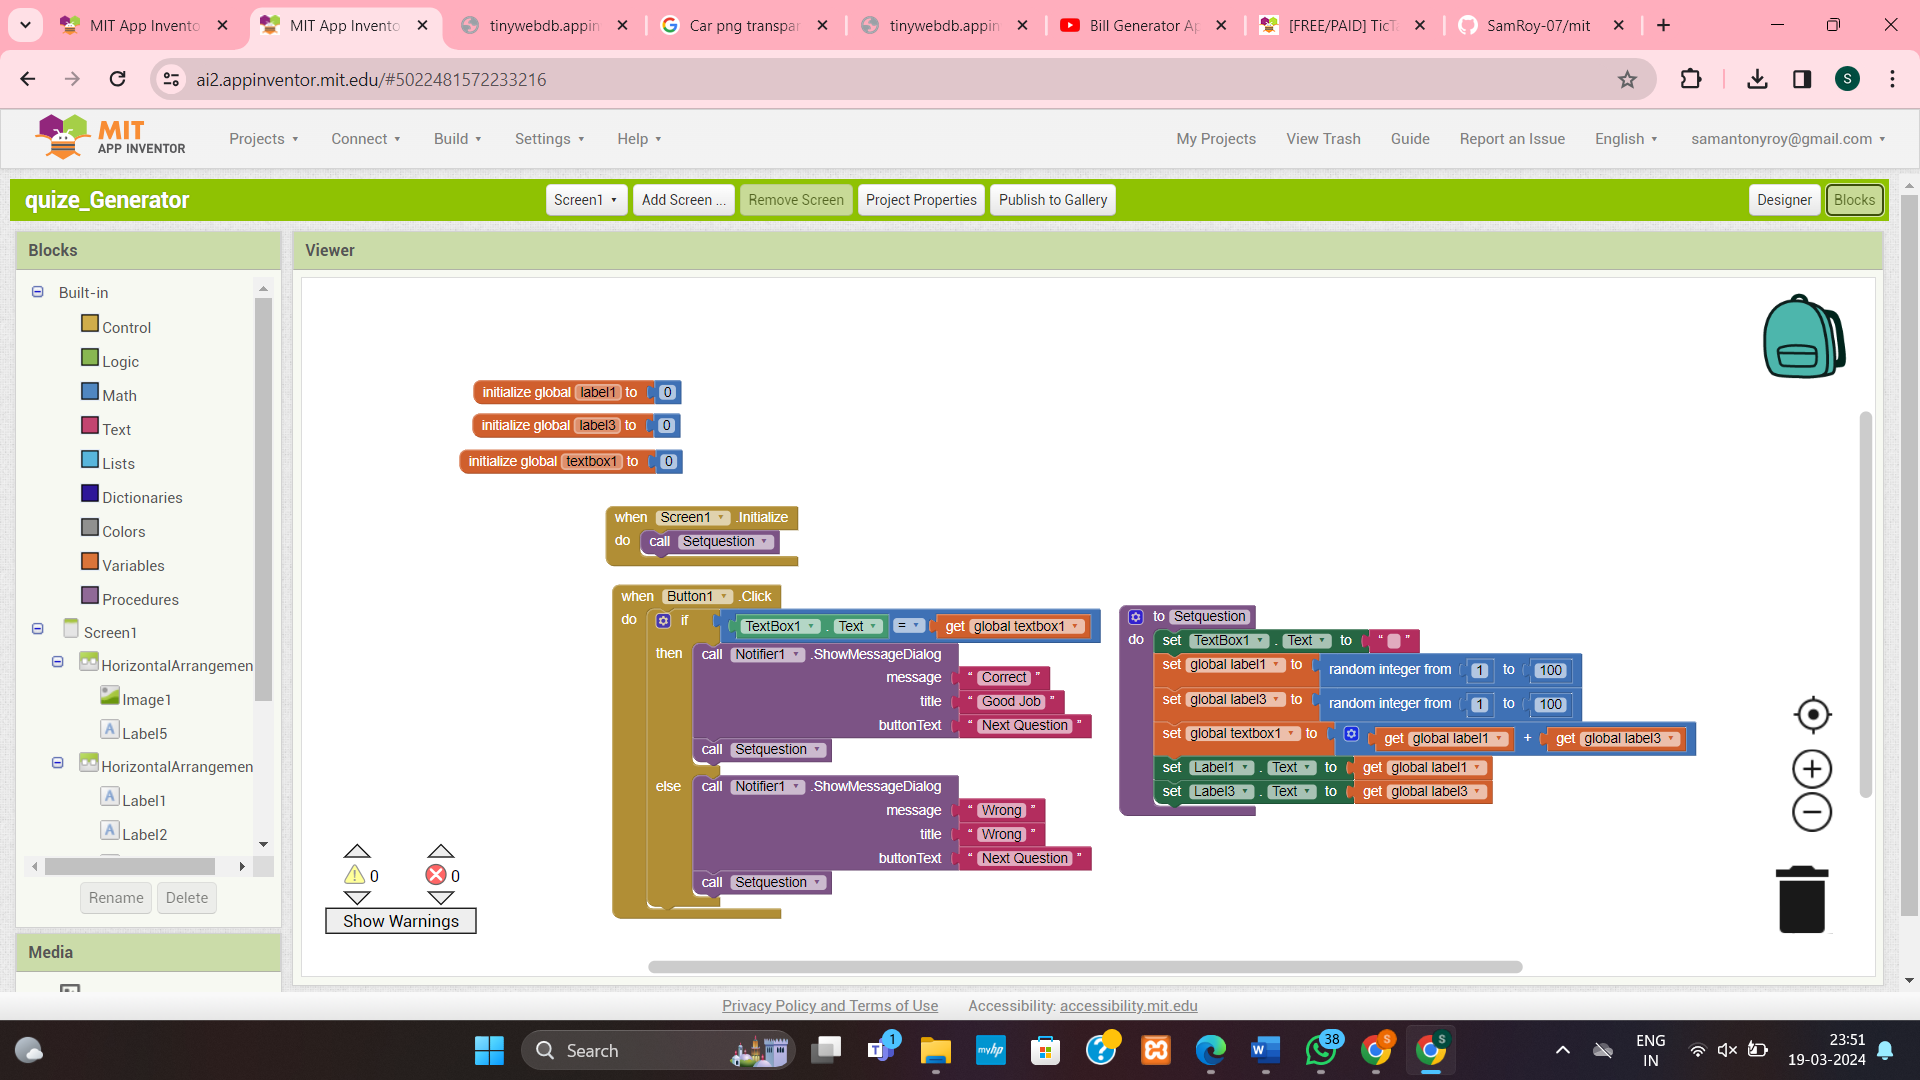 MIT App Invento
MIT App Invento
tinywebdb.appin
Car png transpar
tinywebdb.appin
Bill Generator Ap
[FREE/PAID] TicTa
SamRoy-07/mit
ai2.appinventor.mit.edu/#5022481572233216
S
MIT
APP INVENTOR
Projects
Connect
Build
Settings
Help
My Projects
View Trash
Guide
Report an Issue
English
samantonyroy@gmail.com
quize_Generator
Screen1
Add Screen ...
Remove Screen
Project Properties
Publish to Gallery
Designer
Blocks
Blocks
Viewer
Built-in
Control
Logic
Math
Text
Lists
Dictionaries
Colors
Variables
Procedures
Screen1
HorizontalArrangemen
Image1
Label5
HorizontalArrangemen
Label1
Label2
Rename
Delete
Media
initialize global label1 to 0
initialize global label3 to 0
initialize global textbox1 to 0
when Screen1 .Initialize
do call Setquestion
when Button1 .Click
do if TextBox1 . Text = get global textbox1
then call Notifier1 .ShowMessageDialog
message " Correct "
title " Good Job "
buttonText " Next Question "
call Setquestion
else call Notifier1 .ShowMessageDialog
message " Wrong "
title " Wrong "
buttonText " Next Question "
call Setquestion
to Setquestion
do set TextBox1 . Text to " "
set global label1 to random integer from 1 to 100
set global label3 to random integer from 1 to 100
set global textbox1 to get global label1 + get global label3
set Label1 . Text to get global label1
set Label3 . Text to get global label3
0
0
Show Warnings
Privacy Policy and Terms of Use
Accessibility: accessibility.mit.edu
Search
1
myhp
38
S
S
ENG
IN
23:51
19-03-2024